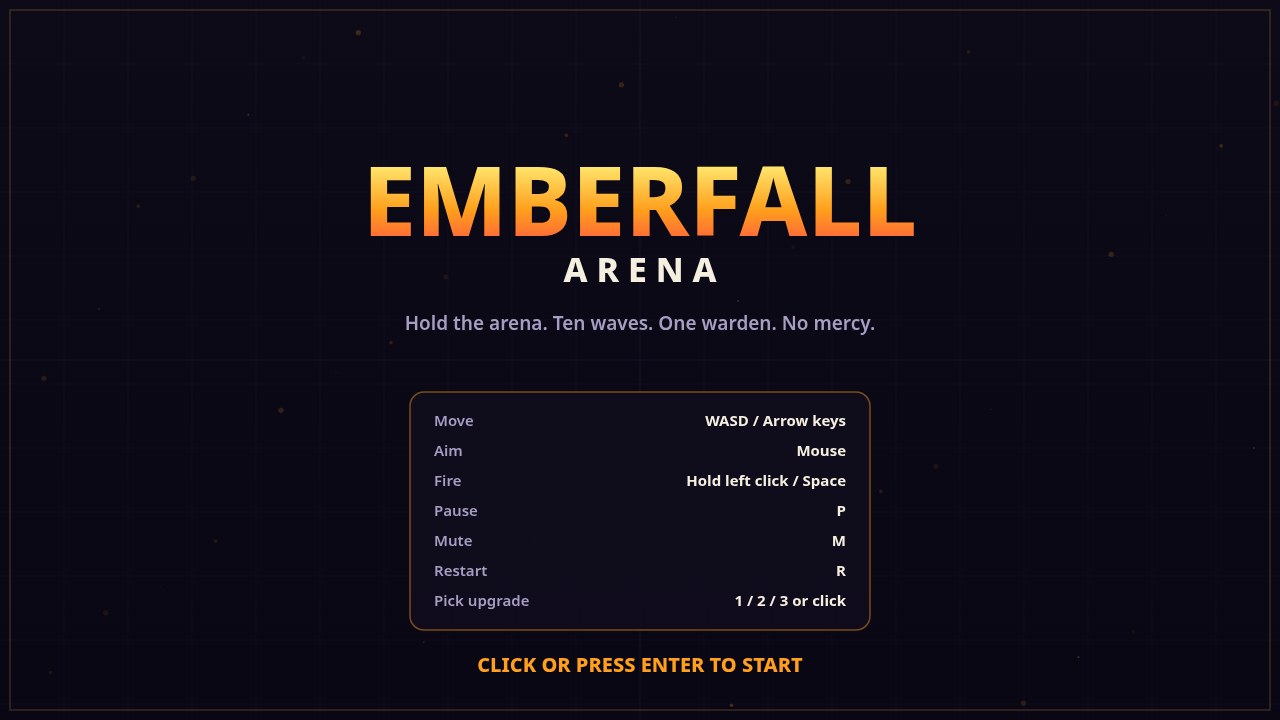 EMBERFALL
ARENA
Hold the arena. Ten waves. One warden. No mercy.
Move WASD / Arrow keys
Aim Mouse
Fire Hold left click / Space
Pause P
Mute M
Restart R
Pick upgrade 1 / 2 / 3 or click
CLICK OR PRESS ENTER TO START